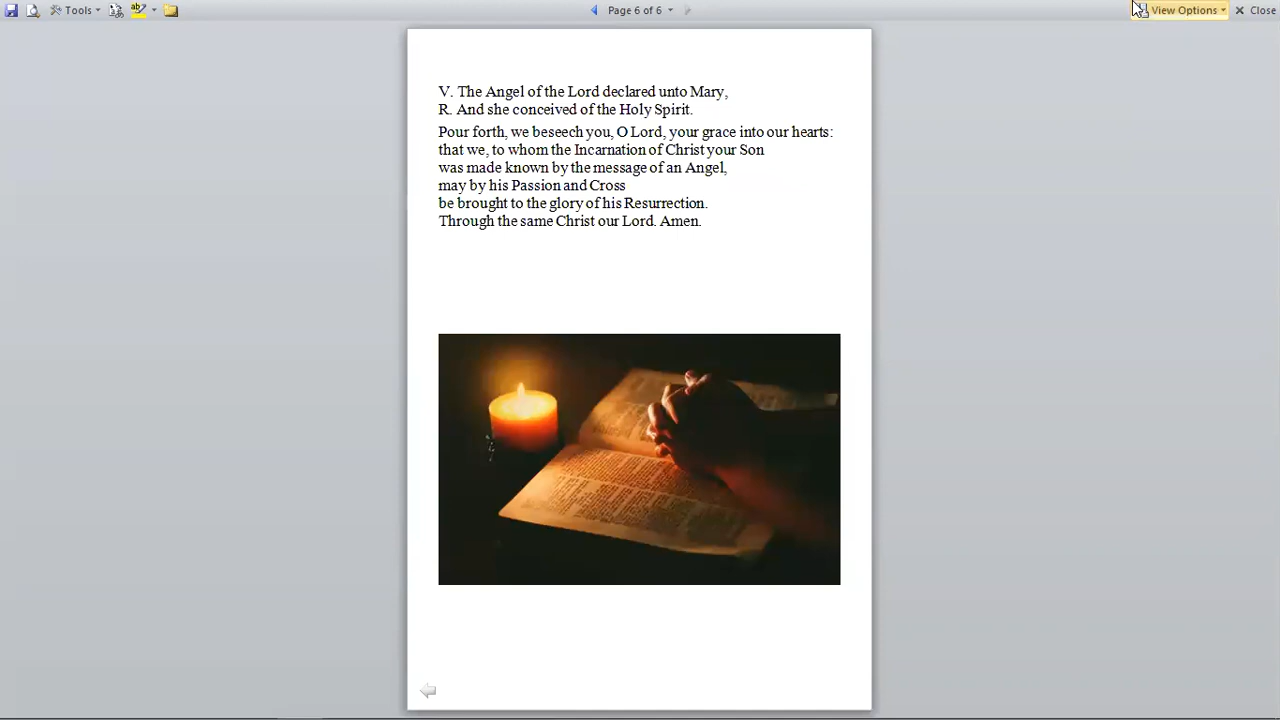 Tools
Page 6 of 6
View Options
Close
V. The Angel of the Lord declared unto Mary,
R. And she conceived of the Holy Spirit.
Pour forth, we beseech you, O Lord, your grace into our hearts:
that we, to whom the Incarnation of Christ your Son
was made known by the message of an Angel,
may by his Passion and Cross
be brought to the glory of his Resurrection.
Through the same Christ our Lord. Amen.